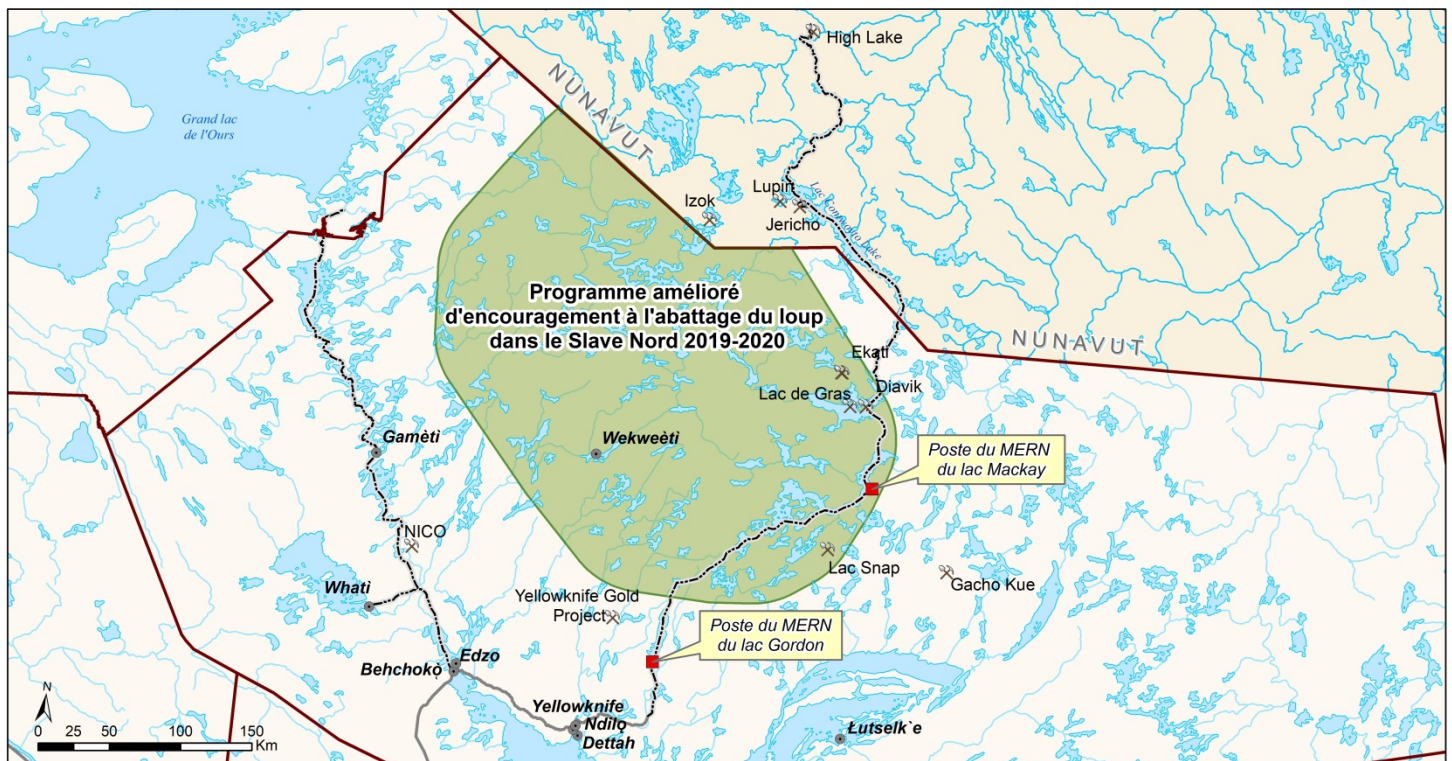 High Lake
NUNAVUT
Grand lac
de l'Ours
Lupin
Izok
Jericho
Lac Contwoyto Lake
Programme amélioré
d'encouragement à l'abattage du loup
dans le Slave Nord 2019-2020
NUNAVUT
Ekati
Lac de Gras
Diavik
Gamètì
Wekweètì
Poste du MERN
du lac Mackay
NICO
Lac Snap
Gacho Kue
Whatì
Yellowknife Gold
Project
Poste du MERN
du lac Gordon
Edzo
Behchokǫ̀
Yellowknife
Ndilǫ
Dettah
Łutselk`e
N
0 25 50 100 150
Km